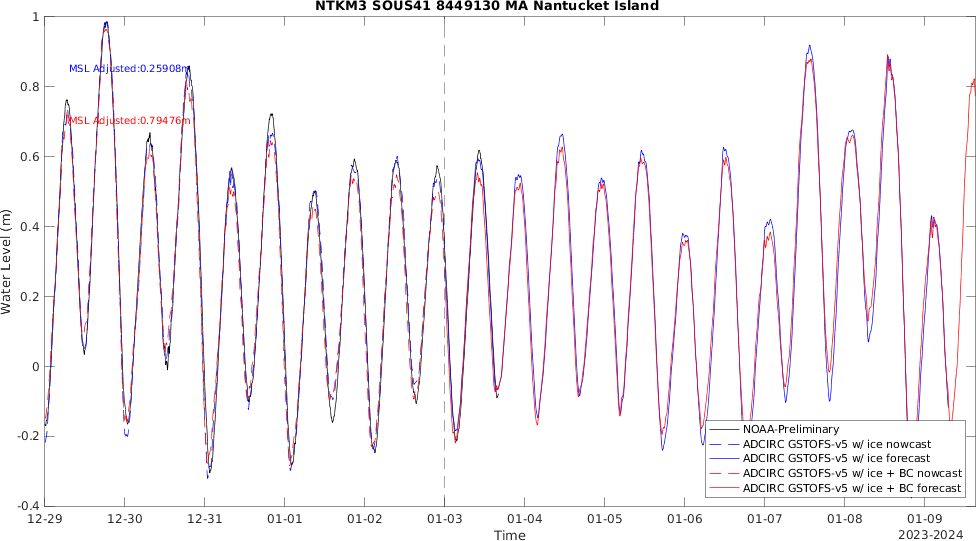 NTKM3 SOUS41 8449130 MA Nantucket Island
1
0.8
0.6
0.4
0.2
0
-0.2
-0.4
Water Level (m)
MSL Adjusted:0.25908m
MSL Adjusted:0.79476m
NOAA-Preliminary
ADCIRC GSTOFS-v5 w/ ice nowcast
ADCIRC GSTOFS-v5 w/ ice forecast
ADCIRC GSTOFS-v5 w/ ice + BC nowcast
ADCIRC GSTOFS-v5 w/ ice + BC forecast
12-29 12-30 12-31 01-01 01-02 01-03 01-04 01-05 01-06 01-07 01-08 01-09
Time
2023-2024